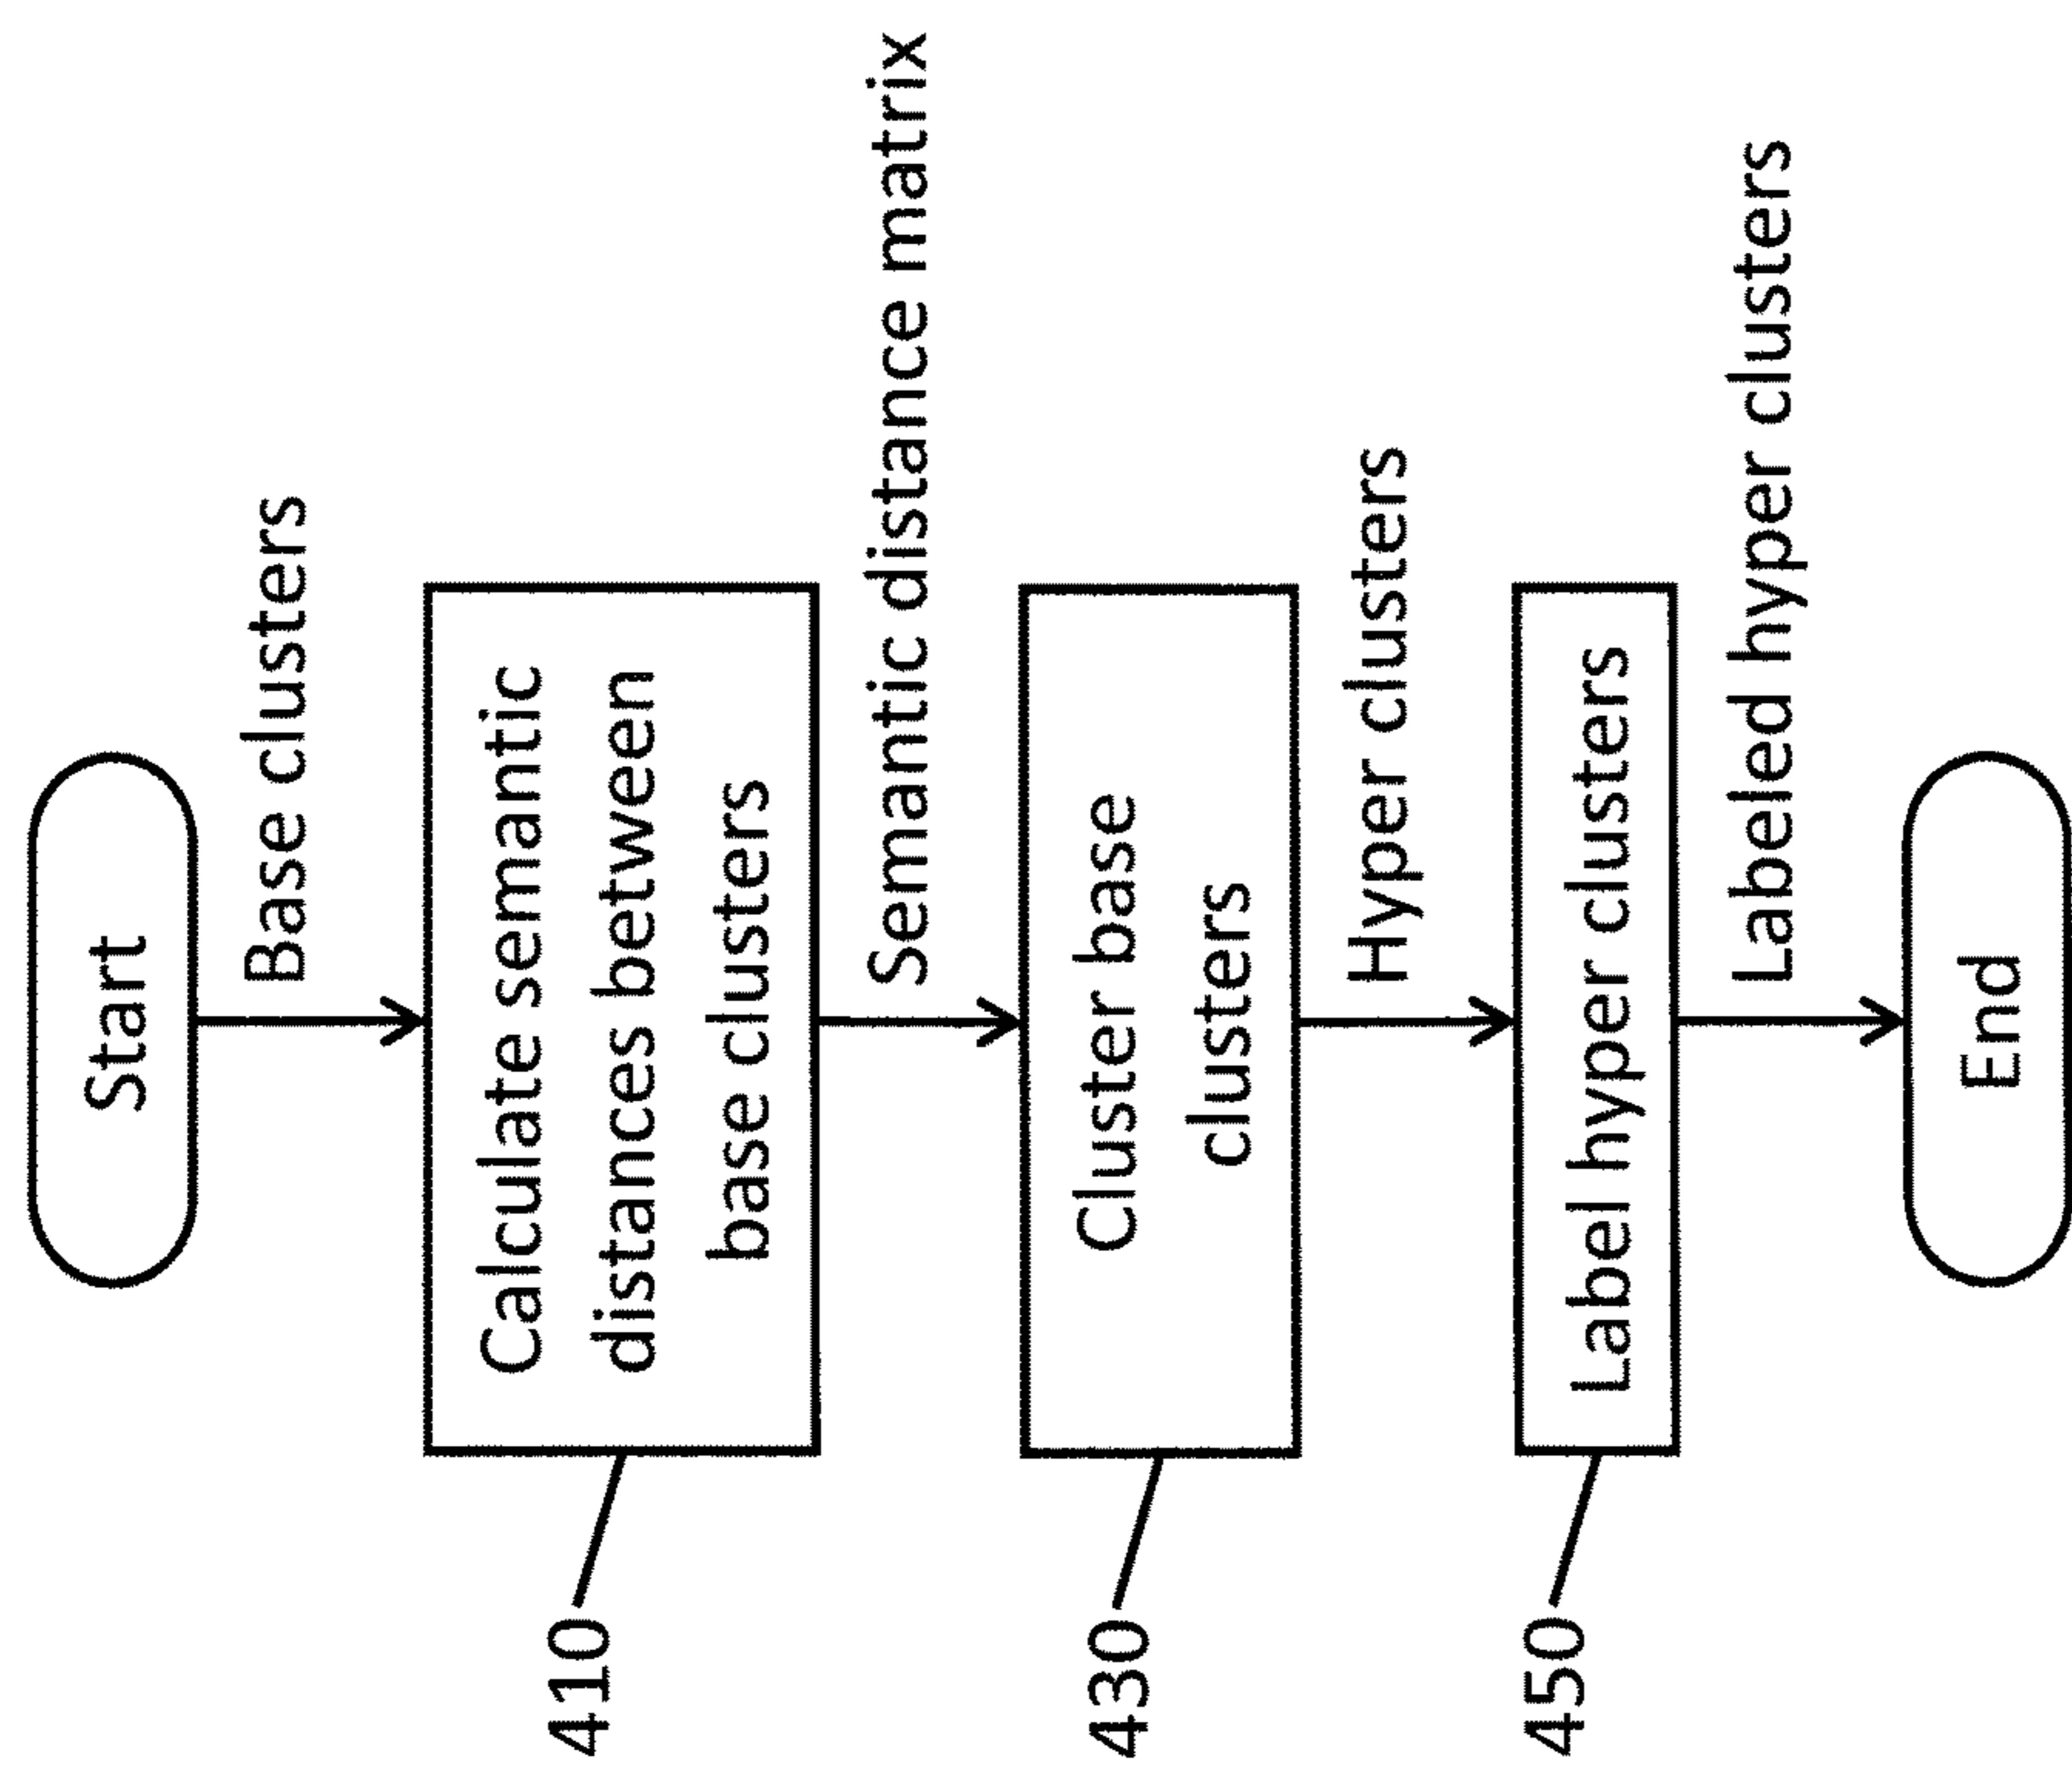 Start
Base clusters
Calculate semantic
distances between
base clusters
410
Semantic distance matrix
Cluster base
clusters
430
Hyper clusters
Label hyper clusters
450
Labeled hyper clusters
End